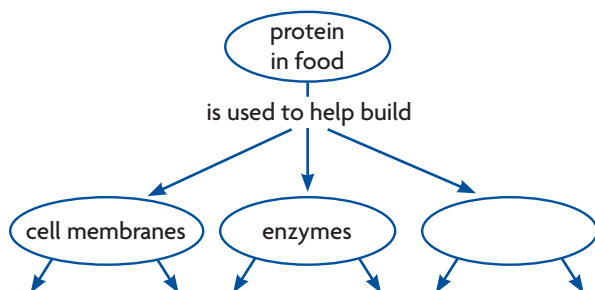 protein
in food
is used to help build
cell membranes
enzymes